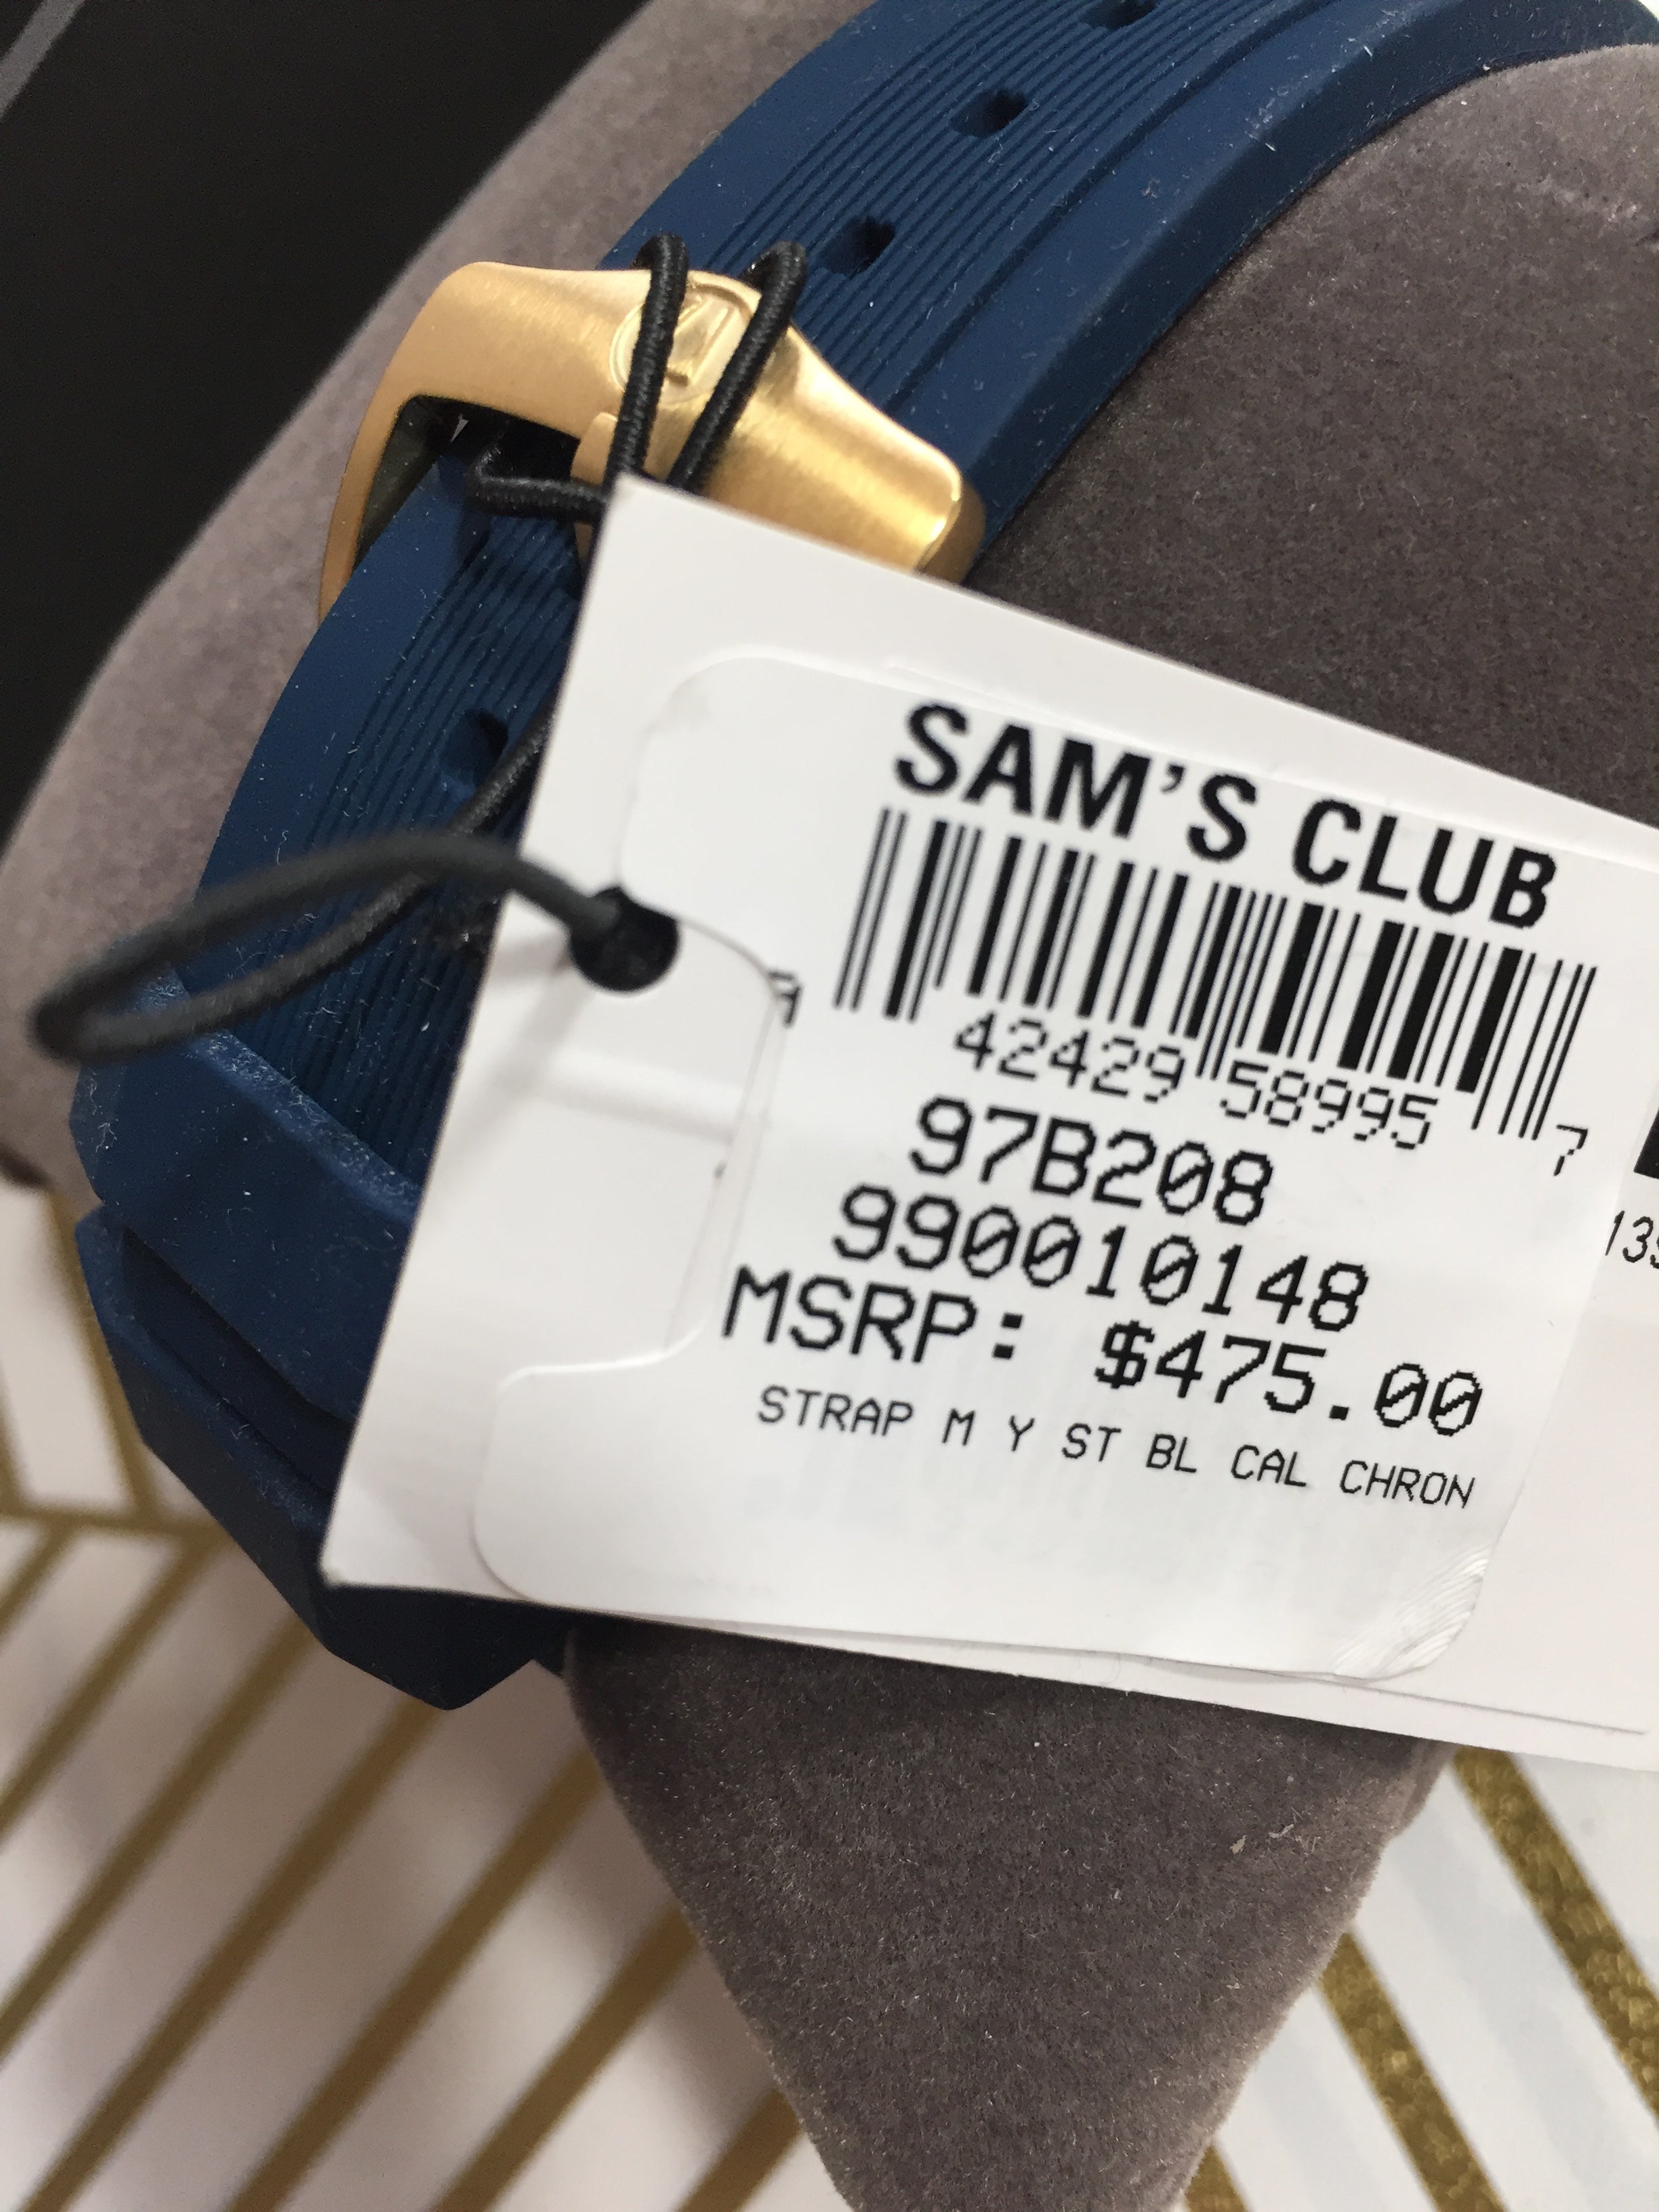 SAM'S CLUB
42429 58995 7
97B208
990010148
MSRP: $475.00
STRAP M Y ST BL CAL CHRON